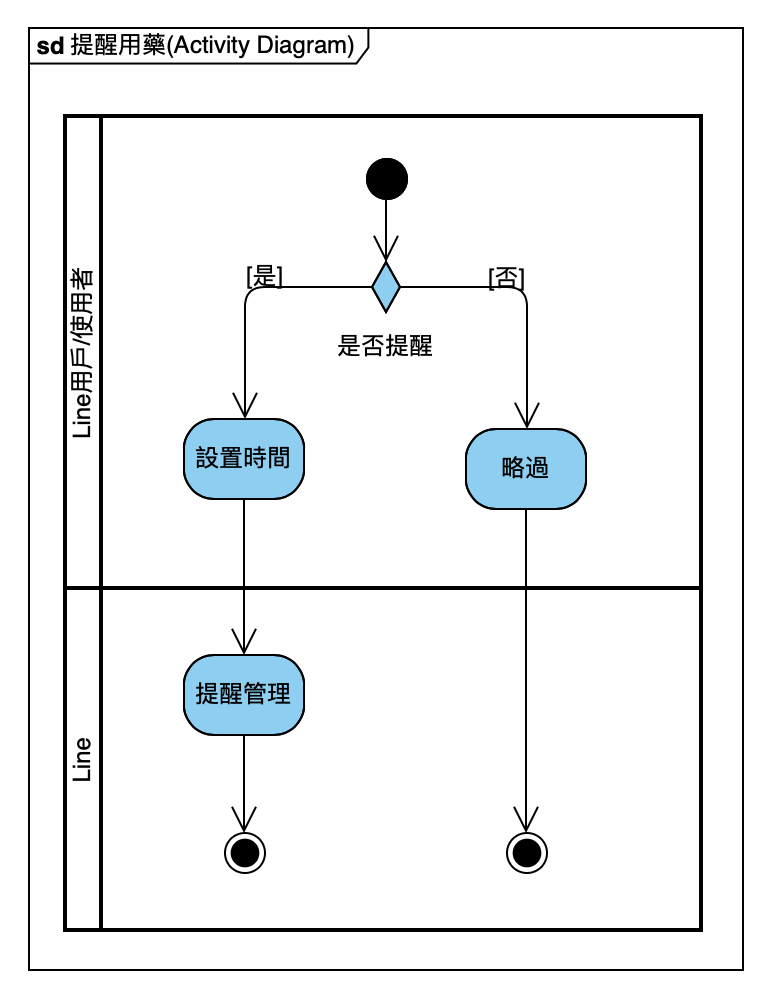 sd 提醒用藥(Activity Diagram)
Line用戶/使用者
[是]
[否]
是否提醒
設置時間
略過
Line
提醒管理